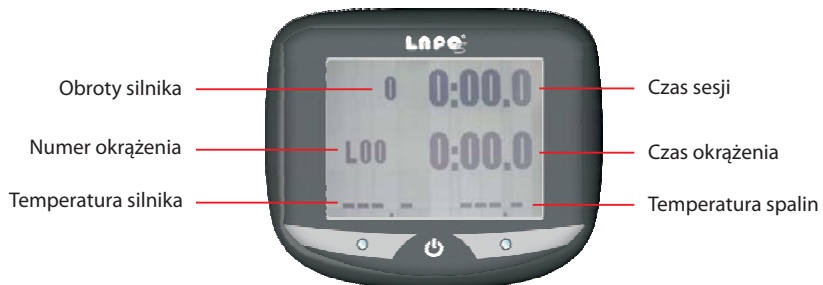 Obroty silnika
0
0:00.0
Czas sesji
Numer okrążenia
L00
0:00.0
Czas okrążenia
Temperatura silnika
---.-
---.-
Temperatura spalin